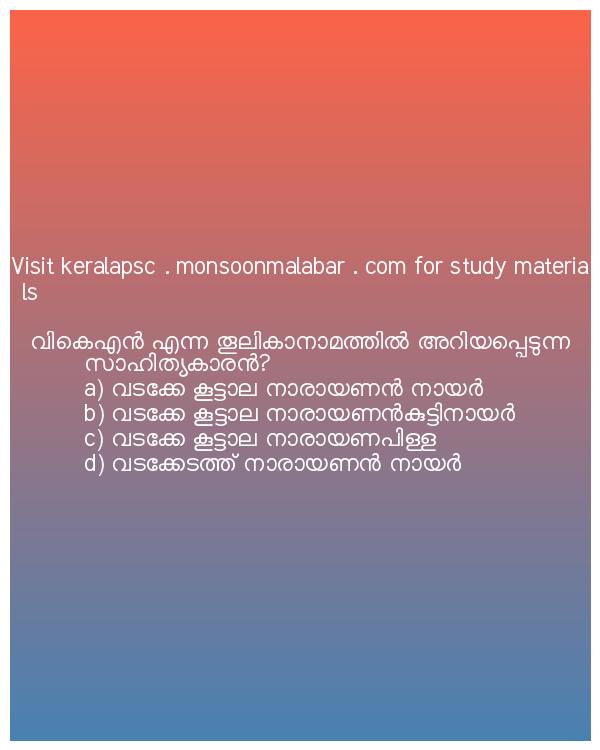 Visit keralapsc . monsoonmalabar . com for study materia
ls
വികെഎൻ എന്ന തൂലികാനാമത്തിൽ അറിയപ്പെടുന്ന
സാഹിത്യകാരൻ?
a) വടക്കേ കൂട്ടാല നാരായണൻ നായർ
b) വടക്കേ കൂട്ടാല നാരായണൻകുട്ടിനായർ
c) വടക്കേ കൂട്ടാല നാരായണപിള്ള
d) വടക്കേടത്ത് നാരായണൻ നായർ